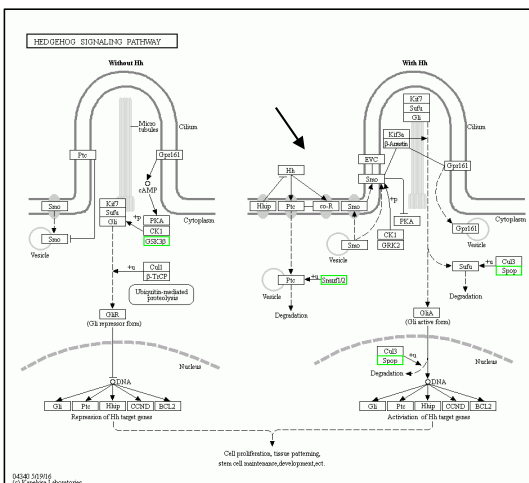 HEDGEHOG SIGNALING PATHWAY
Without Hh
With Hh
Micro
tubules
Cilium
Ptc
Gpr161
cAMP
Kif7
Sufu
Gli
+p
PKA
CK1
GSK3β
Cytoplasm
Smo
Vesicle
+u
Cul1
β-Trcp
Ubiquitin-mediated
proteolysis
GliR
(Gli repressor form)
Nucleus
DNA
Gli
Ptc
Hhip
CCND
BCL2
Repression of Hh target genes
Kif7
Sufu
Gli
Cilium
Kif3a
β-Arrestin
EVC
Smo
Gpr161
Hh
Hhip
Ptc
co-R
Smo
+p
PKA
Cytoplasm
CK1
GRK2
Smo
Vesicle
Gpr161
Vesicle
Ptc
+u
Smurf1/2
Vesicle
Degradation
Sufu
+u
Cul3
Spop
Degradation
GliA
(Gli active form)
Nucleus
Cul3
Spop
+u
Degradation
DNA
Gli
Ptc
Hhip
CCND
BCL2
Activiation of Hh target genes
Cell proliferation, tissue patterning,
stem cell maintenance,development,ect.
04340 5/19/16
(c) Kanehisa Laboratories